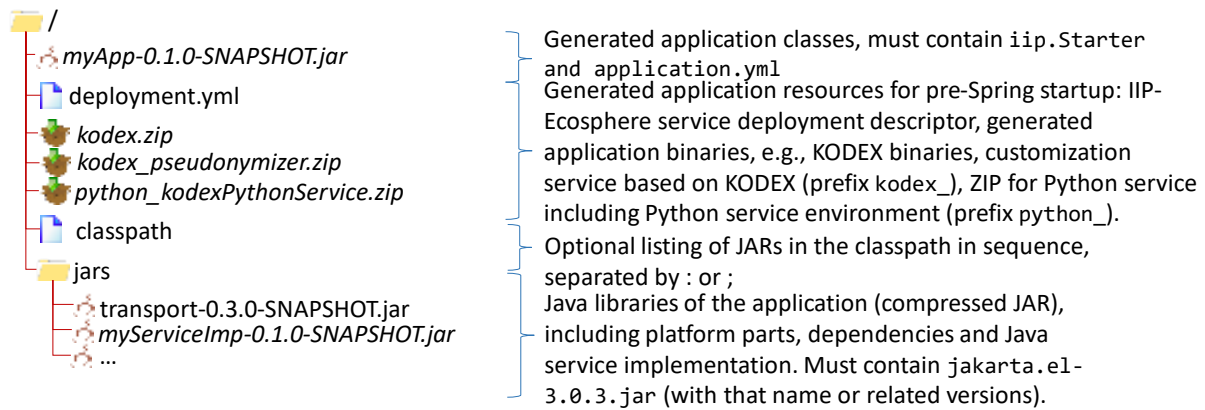 /
myApp-0.1.0-SNAPSHOT.jar
deployment.yml
kodex.zip
kodex_pseudonymizer.zip
python_kodexPythonService.zip
classpath
jars
transport-0.3.0-SNAPSHOT.jar
myServiceImp-0.1.0-SNAPSHOT.jar
...
Generated application classes, must contain iip.Starter
and application.yml
Generated application resources for pre-Spring startup: IIP-
Ecosphere service deployment descriptor, generated
application binaries, e.g., KODEX binaries, customization
service based on KODEX (prefix kodex_), ZIP for Python service
including Python service environment (prefix python_).
Optional listing of JARs in the classpath in sequence,
separated by : or ;
Java libraries of the application (compressed JAR),
including platform parts, dependencies and Java
service implementation. Must contain jakarta.el-
3.0.3.jar (with that name or related versions).